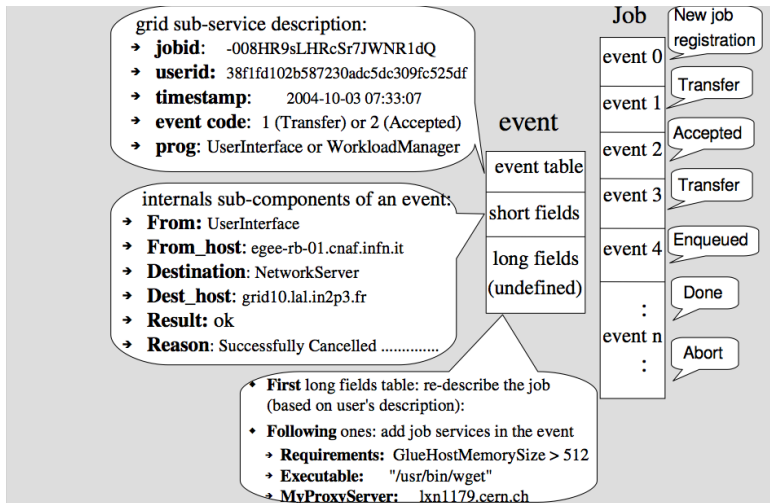 grid sub-service description:
➔ jobid: -008HR9sLHRcSr7JWNR1dQ
➔ userid: 38f1fd102b587230adc5dc309fc525df
➔ timestamp: 2004-10-03 07:33:07
➔ event code: 1 (Transfer) or 2 (Accepted)
➔ prog: UserInterface or WorkloadManager
internals sub-components of an event:
➔ From: UserInterface
➔ From_host: egee-rb-01.cnaf.infn.it
➔ Destination: NetworkServer
➔ Dest_host: grid10.lal.in2p3.fr
➔ Result: ok
➔ Reason: Successfully Cancelled ..............
event
event table
short fields
long fields
(undefined)
◆ First long fields table: re-describe the job
(based on user's description):
◆ Following ones: add job services in the event
➔ Requirements: GlueHostMemorySize > 512
➔ Executable: "/usr/bin/wget"
➔ MyProxyServer: lxn1179.cern.ch
Job
event 0
event 1
event 2
event 3
event 4
:
event n
:
New job
registration
Transfer
Accepted
Transfer
Enqueued
Done
Abort